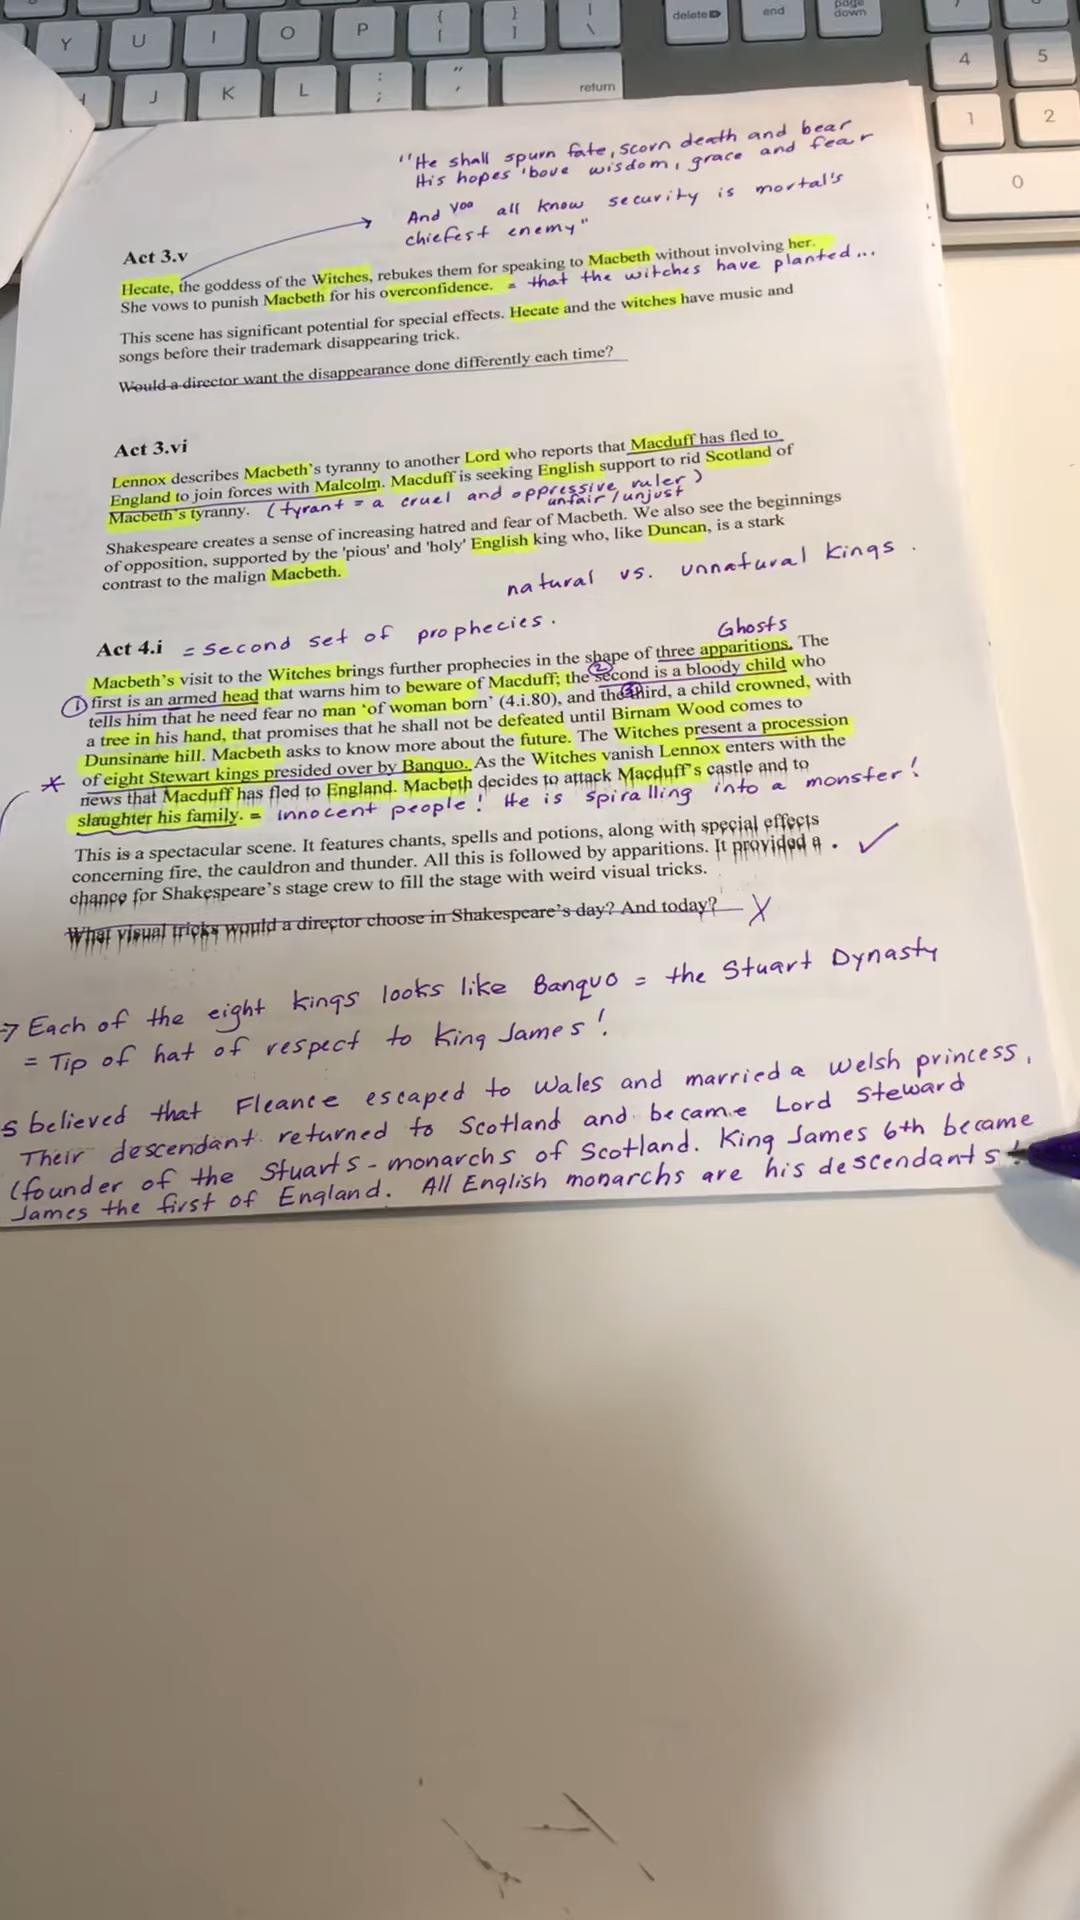 Y U I O P { [ } ] | \ delete end page down
J K L : ; " ' return 4 5
1 2
0
"He shall spurn fate, scorn death and bear
His hopes 'bove wisdom, grace and fear
And you all know security is mortal's
chiefest enemy"
Act 3.v
Hecate, the goddess of the Witches, rebukes them for speaking to Macbeth without involving her.
She vows to punish Macbeth for his overconfidence. = that the witches have planted...
This scene has significant potential for special effects. Hecate and the witches have music and
songs before their trademark disappearing trick.
Would a director want the disappearance done differently each time?
Act 3.vi
Lennox describes Macbeth's tyranny to another Lord who reports that Macduff has fled to
England to join forces with Malcolm. Macduff is seeking English support to rid Scotland of
Macbeth's tyranny. (tyrant = a cruel and oppressive ruler)
unfair/unjust
Shakespeare creates a sense of increasing hatred and fear of Macbeth. We also see the beginnings
of opposition, supported by the 'pious' and 'holy' English king who, like Duncan, is a stark
contrast to the malign Macbeth.
natural vs. unnatural kings.
Act 4.i = second set of prophecies.
Ghosts
Macbeth's visit to the Witches brings further prophecies in the shape of three apparitions. The
① first is an armed head that warns him to beware of Macduff; the ② second is a bloody child who
tells him that he need fear no man 'of woman born' (4.i.80), and the ③ third, a child crowned, with
a tree in his hand, that promises that he shall not be defeated until Birnam Wood comes to
Dunsinane hill. Macbeth asks to know more about the future. The Witches present a procession
* of eight Stewart kings presided over by Banquo. As the Witches vanish Lennox enters with the
news that Macduff has fled to England. Macbeth decides to attack Macduff's castle and to
slaughter his family. = innocent people! He is spiralling into a monster!
This is a spectacular scene. It features chants, spells and potions, along with special effects
concerning fire, the cauldron and thunder. All this is followed by apparitions. It provided a .
chance for Shakespeare's stage crew to fill the stage with weird visual tricks.
What visual tricks would a director choose in Shakespeare's day? And today? X
→ Each of the eight kings looks like Banquo = the Stuart Dynasty
= Tip of hat of respect to King James!
believed that Fleance escaped to Wales and married a Welsh princess.
Their descendant returned to Scotland and became Lord Steward
(founder of the Stuarts - monarchs of Scotland. King James 6th became
James the first of England. All English monarchs are his descendants!